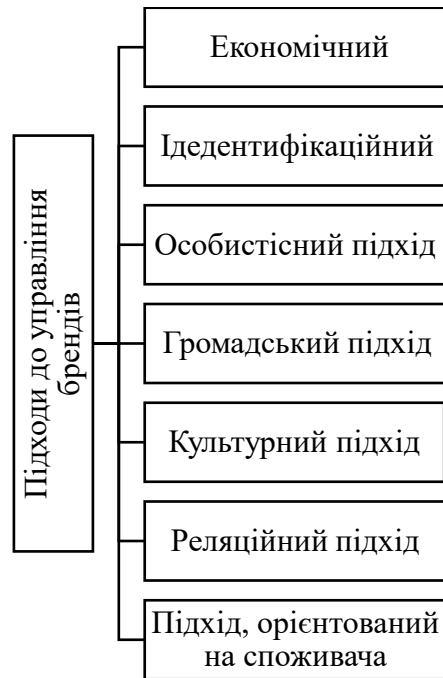 Підходи до управління
брендів
Економічний
Ідедентифікаційний
Особистісний підхід
Громадський підхід
Культурний підхід
Реляційний підхід
Підхід, орієнтований
на споживача